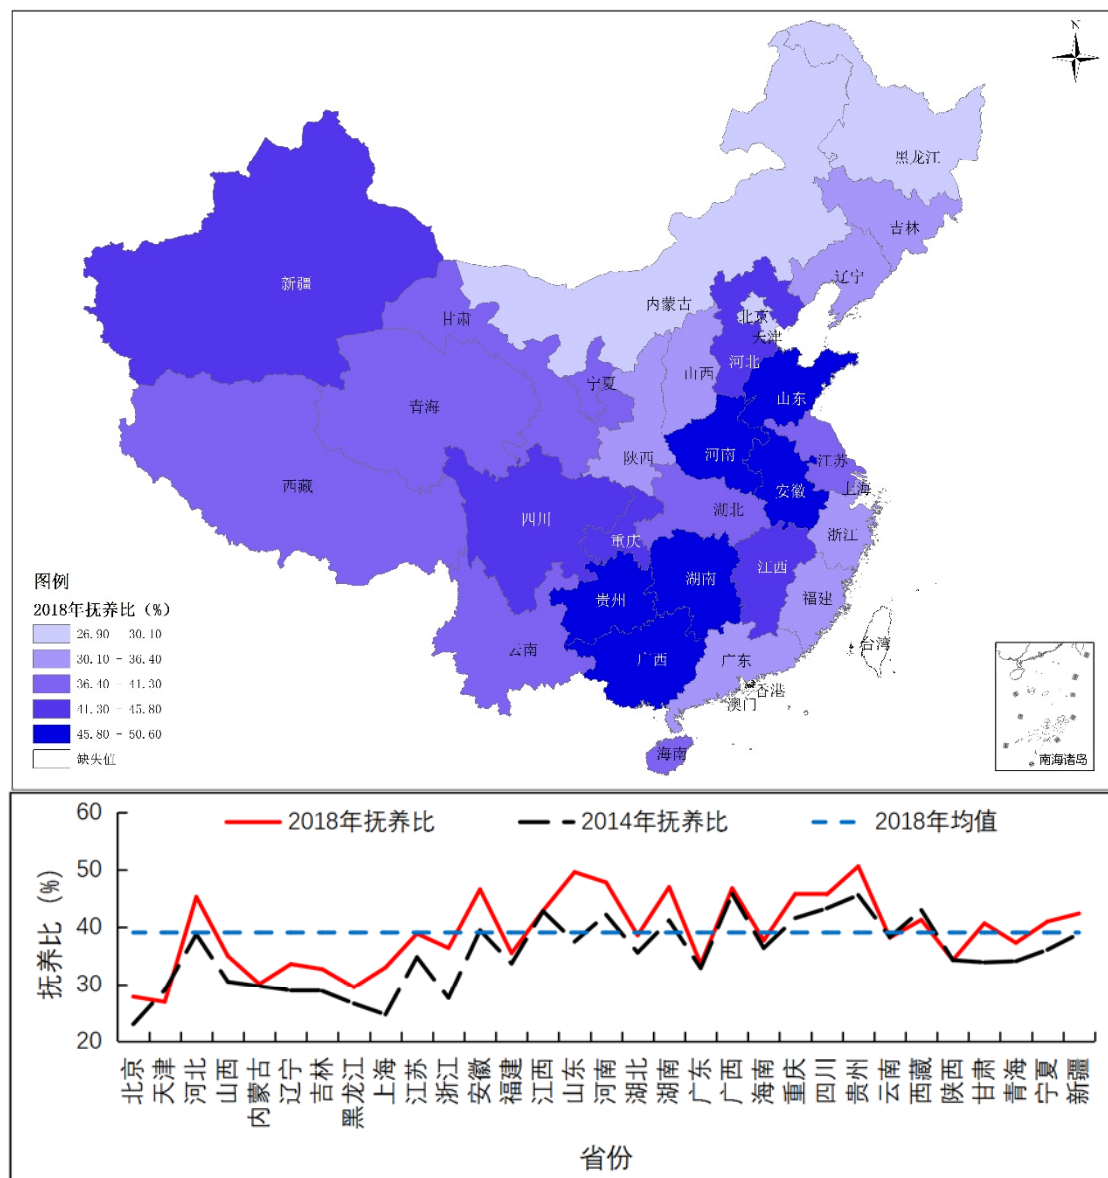 N
黑龙江
吉林
辽宁
内蒙古
新疆
甘肃
北京
天津
河北
山西
宁夏
山东
青海
陕西
河南
江苏
西藏
安徽
上海
四川
湖北
重庆
浙江
湖南
江西
贵州
福建
云南
广西
广东
台湾
香港
澳门
海南
南海诸岛
图例
2018年抚养比(%)
26.90 - 30.10
30.10 - 36.40
36.40 - 41.30
41.30 - 45.80
45.80 - 50.60
缺失值
2018年抚养比 2014年抚养比 2018年均值
抚养比(%)
60
50
40
30
20
北京 天津 河北 山西 内蒙古 辽宁 吉林 黑龙江 上海 江苏 浙江 安徽 福建 江西 山东 河南 湖北 湖南 广东 广西 海南 重庆 四川 贵州 云南 西藏 陕西 甘肃 青海 宁夏 新疆
省份